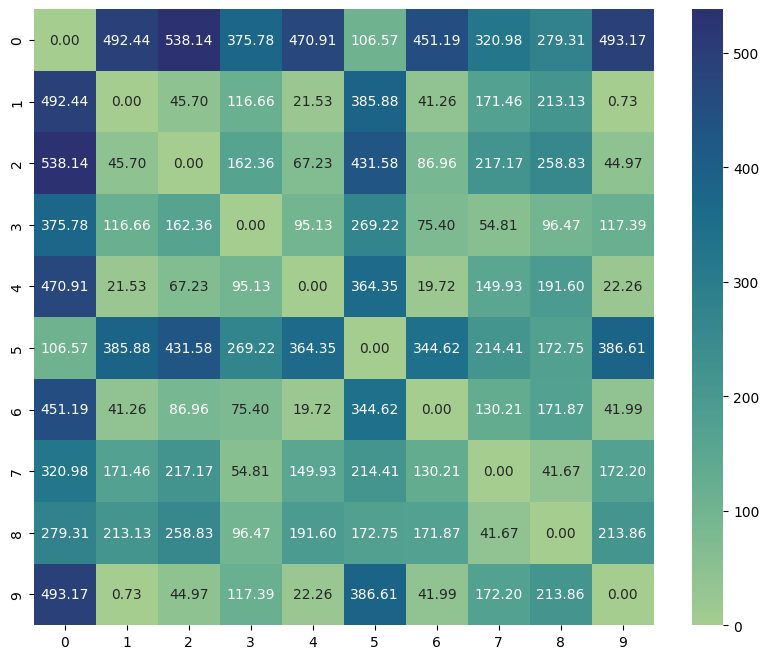 0 0.00 492.44 538.14 375.78 470.91 106.57 451.19 320.98 279.31 493.17
1 492.44 0.00 45.70 116.66 21.53 385.88 41.26 171.46 213.13 0.73
2 538.14 45.70 0.00 162.36 67.23 431.58 86.96 217.17 258.83 44.97
3 375.78 116.66 162.36 0.00 95.13 269.22 75.40 54.81 96.47 117.39
4 470.91 21.53 67.23 95.13 0.00 364.35 19.72 149.93 191.60 22.26
5 106.57 385.88 431.58 269.22 364.35 0.00 344.62 214.41 172.75 386.61
6 451.19 41.26 86.96 75.40 19.72 344.62 0.00 130.21 171.87 41.99
7 320.98 171.46 217.17 54.81 149.93 214.41 130.21 0.00 41.67 172.20
8 279.31 213.13 258.83 96.47 191.60 172.75 171.87 41.67 0.00 213.86
9 493.17 0.73 44.97 117.39 22.26 386.61 41.99 172.20 213.86 0.00
0 1 2 3 4 5 6 7 8 9
500
400
300
200
100
0